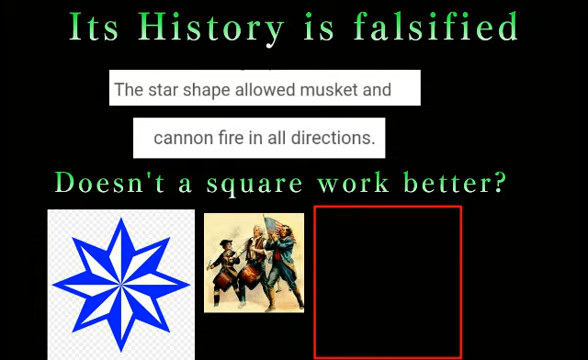 Its History is falsified
The star shape allowed musket and
cannon fire in all directions.
Doesn't a square work better?